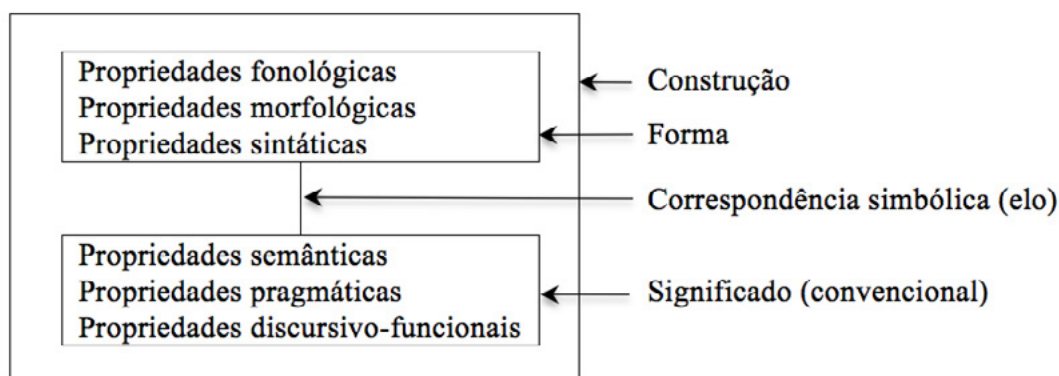 Propriedades fonológicas
Propriedades morfológicas
Propriedades sintáticas
Construção
Forma
Correspondência simbólica (elo)
Propriedades semânticas
Propriedades pragmáticas
Propriedades discursivo-funcionais
Significado (convencional)